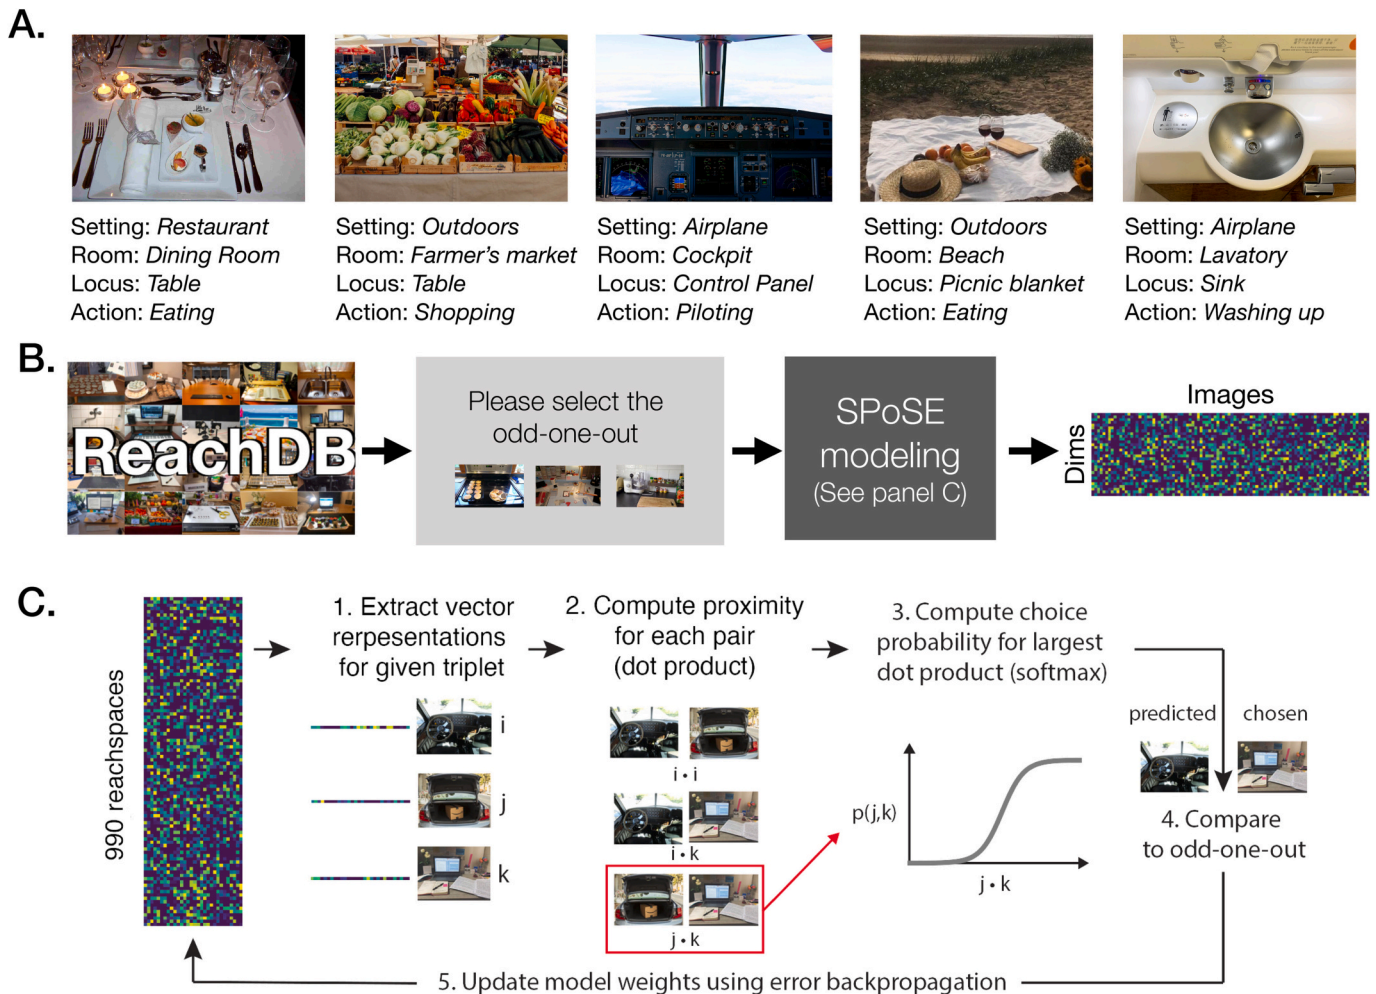 A.
Setting: Restaurant
Room: Dining Room
Locus: Table
Action: Eating
Setting: Outdoors
Room: Farmer's market
Locus: Table
Action: Shopping
Setting: Airplane
Room: Cockpit
Locus: Control Panel
Action: Piloting
Setting: Outdoors
Room: Beach
Locus: Picnic blanket
Action: Eating
Setting: Airplane
Room: Lavatory
Locus: Sink
Action: Washing up
B.
ReachDB
Please select the
odd-one-out
SPoSE
modeling
(See panel C)
Images
Dims
C.
990 reachspaces
1. Extract vector
rerpesentations
for given triplet
i
j
k
2. Compute proximity
for each pair
(dot product)
i • i
i • k
j • k
3. Compute choice
probability for largest
dot product (softmax)
p(j,k)
j • k
predicted
chosen
4. Compare
to odd-one-out
5. Update model weights using error backpropagation